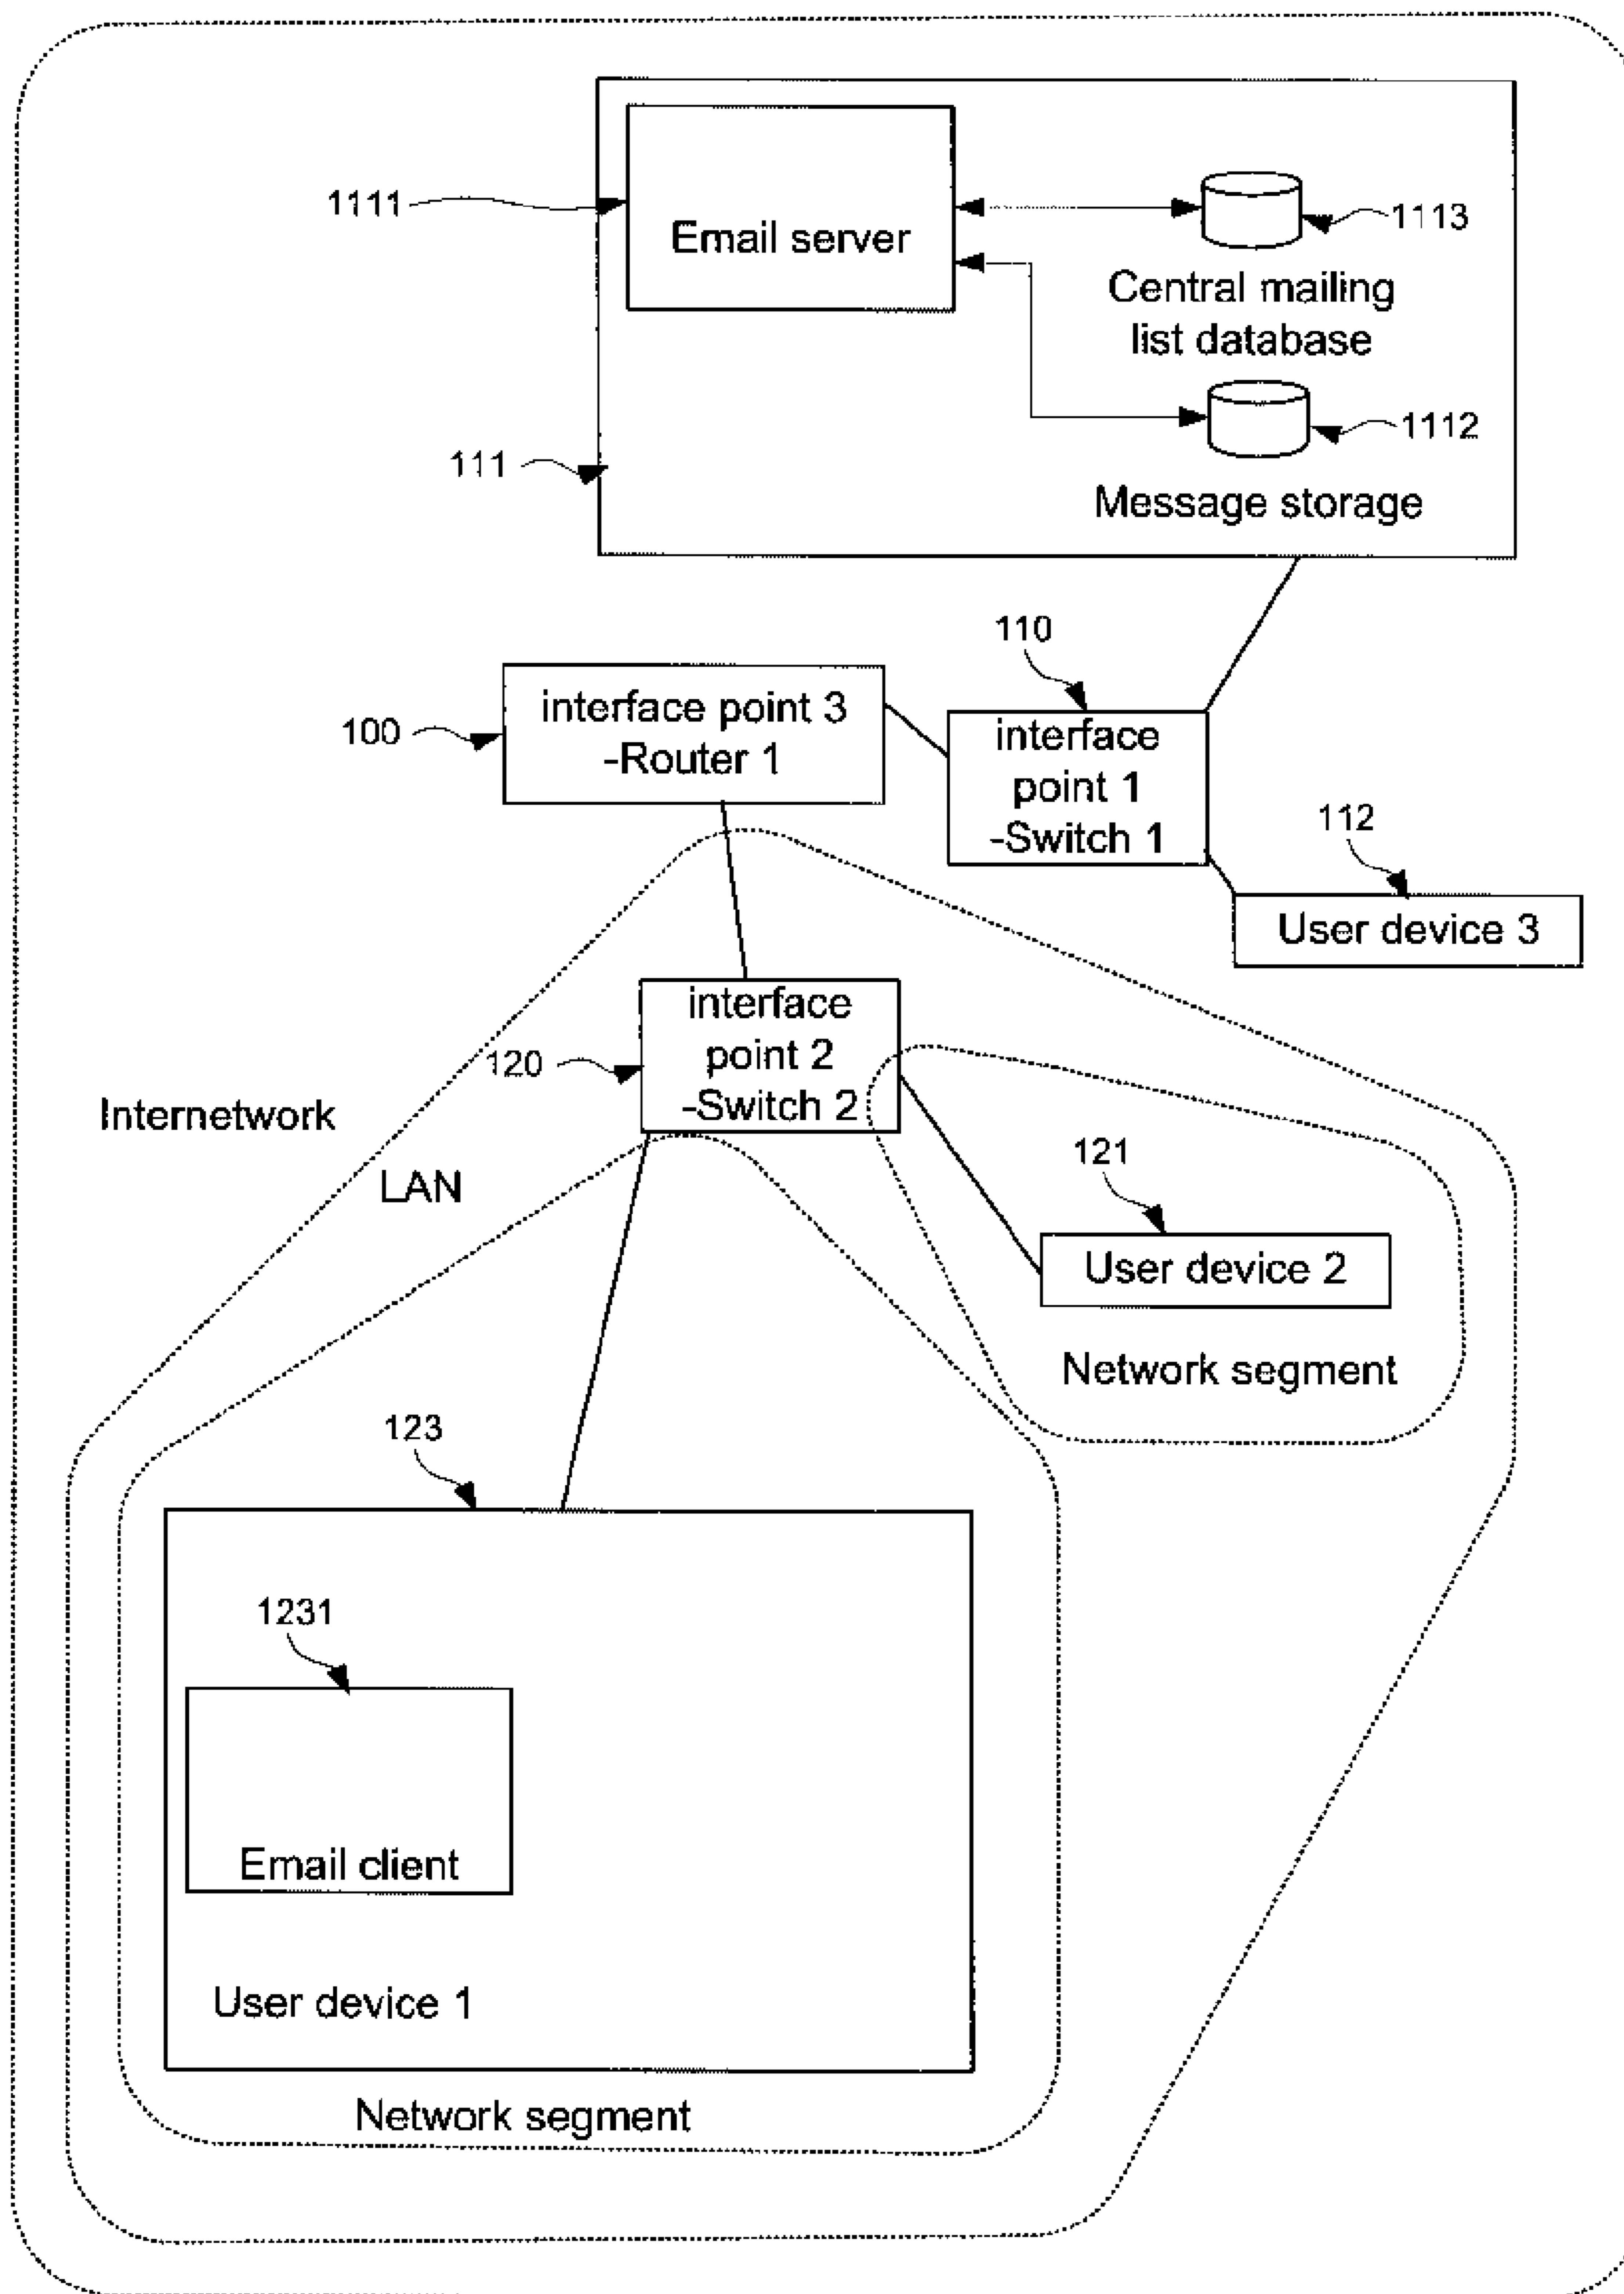 1111
Email server
1113
Central mailing
list database
1112
111
Message storage
110
100
interface point 3
-Router 1
interface
point 1
-Switch 1
112
User device 3
interface
point 2
-Switch 2
120
Internetwork
LAN
121
User device 2
Network segment
123
1231
Email client
User device 1
Network segment